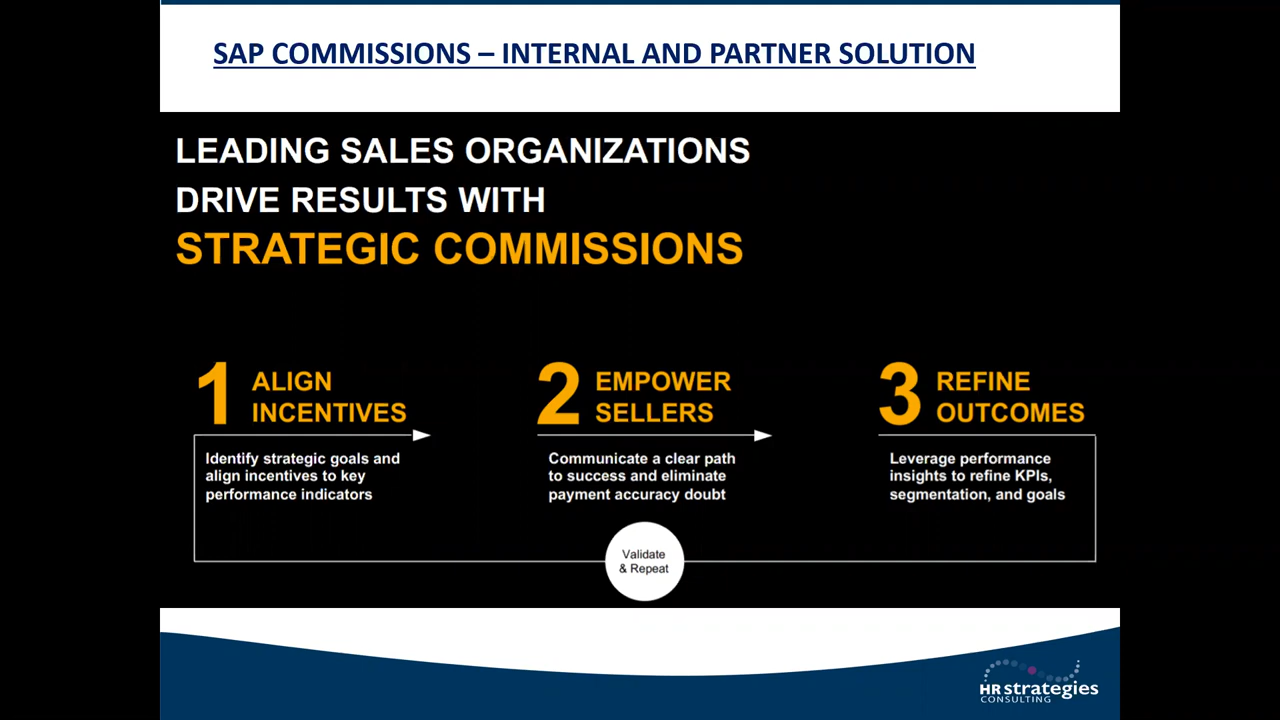 SAP COMMISSIONS – INTERNAL AND PARTNER SOLUTION
LEADING SALES ORGANIZATIONS
DRIVE RESULTS WITH
STRATEGIC COMMISSIONS
1 ALIGN
INCENTIVES
Identify strategic goals and
align incentives to key
performance indicators
2 EMPOWER
SELLERS
Communicate a clear path
to success and eliminate
payment accuracy doubt
3 REFINE
OUTCOMES
Leverage performance
insights to refine KPIs,
segmentation, and goals
Validate
& Repeat
HR strategies
CONSULTING